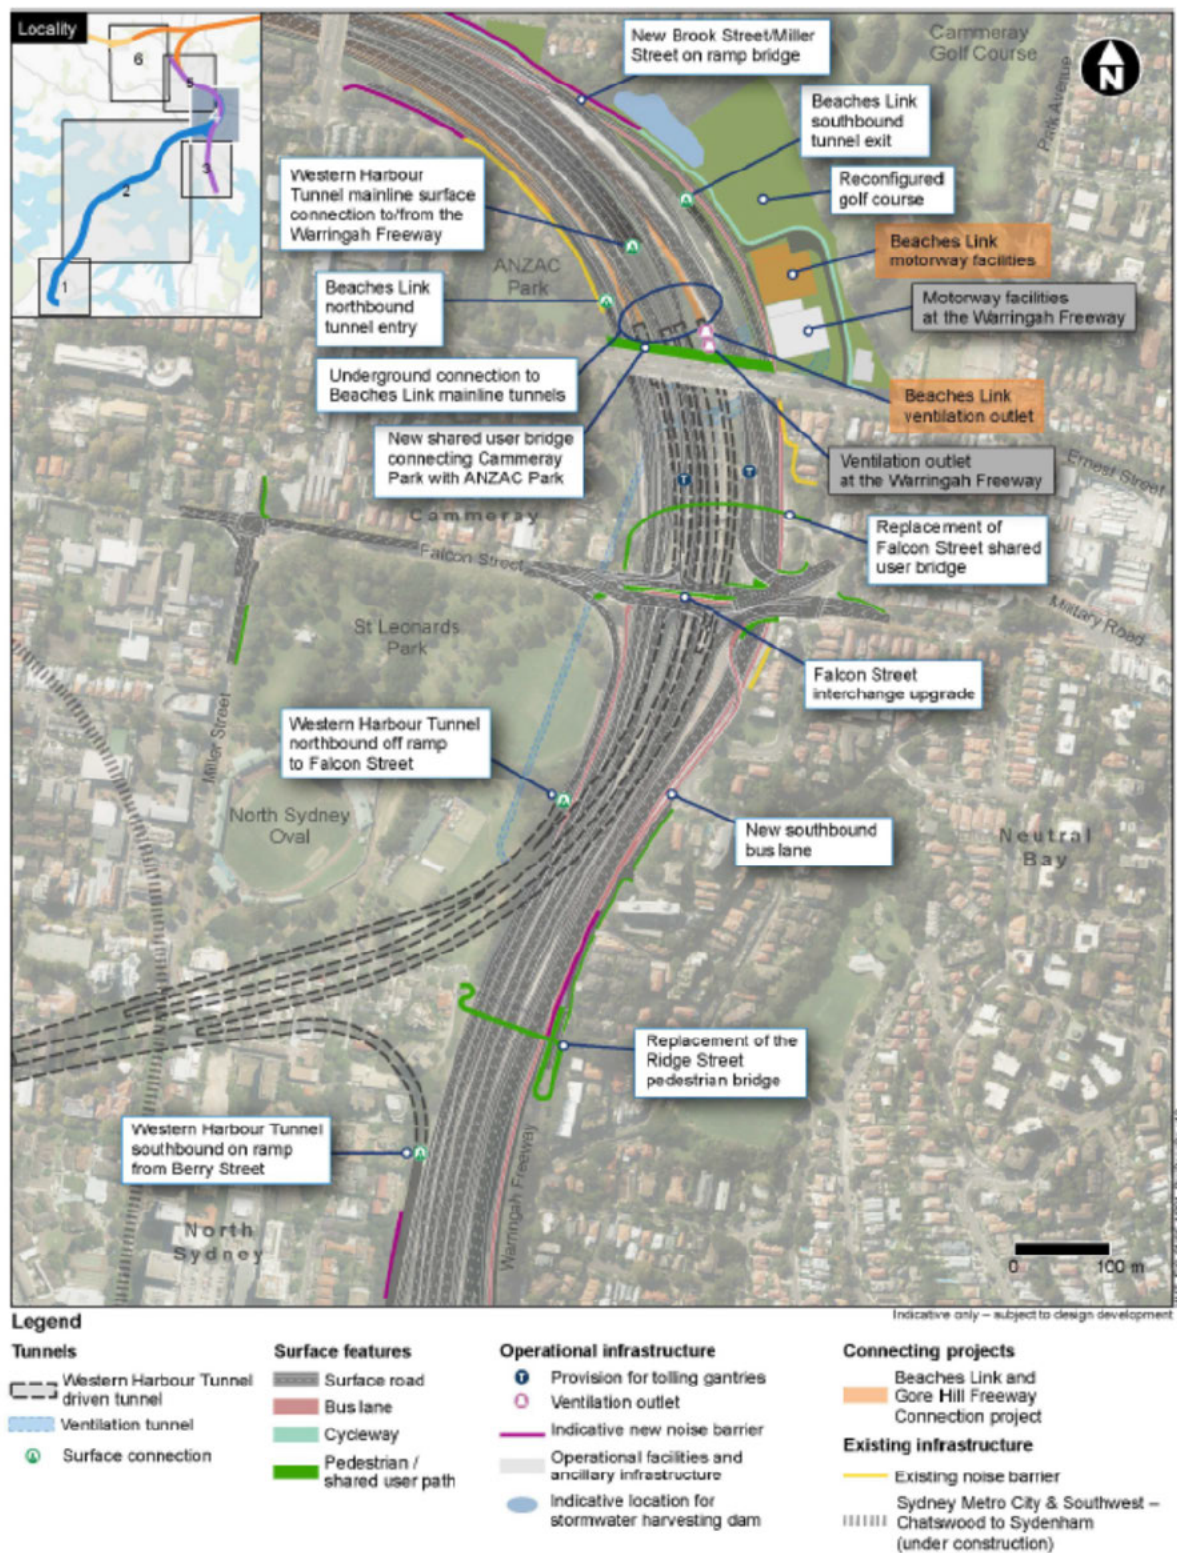 Locality
6
5
4
3
2
1
New Brook Street/Miller
Street on ramp bridge
Cammeray
Golf Course
N
Park Avenue
Beaches Link
southbound
tunnel exit
Western Harbour
Tunnel mainline surface
connection to/from the
Warringah Freeway
Reconfigured
golf course
ANZAC
Park
Beaches Link
motorway facilities
Beaches Link
northbound
tunnel entry
Motorway facilities
at the Warringah Freeway
Underground connection to
Beaches Link mainline tunnels
Beaches Link
ventilation outlet
New shared user bridge
connecting Cammeray
Park with ANZAC Park
Ventilation outlet
at the Warringah Freeway
Ernest Street
T
T
Cammeray
Falcon Street
Replacement of
Falcon Street shared
user bridge
Military Road
St Leonards
Park
Falcon Street
interchange upgrade
Miller Street
Western Harbour Tunnel
northbound off ramp
to Falcon Street
North Sydney
Oval
New southbound
bus lane
Neutral
Bay
Replacement of the
Ridge Street
pedestrian bridge
Western Harbour Tunnel
southbound on ramp
from Berry Street
Warringah Freeway
North
Sydney
0 100 m
Indicative only – subject to design development
Legend
Tunnels
Western Harbour Tunnel
driven tunnel
Ventilation tunnel
Surface connection
Surface features
Surface road
Bus lane
Cycleway
Pedestrian /
shared user path
Operational infrastructure
T Provision for tolling gantries
Ventilation outlet
Indicative new noise barrier
Operational facilities and
ancillary infrastructure
Indicative location for
stormwater harvesting dam
Connecting projects
Beaches Link and
Gore Hill Freeway
Connection project
Existing infrastructure
Existing noise barrier
Sydney Metro City & Southwest –
Chatswood to Sydenham
(under construction)